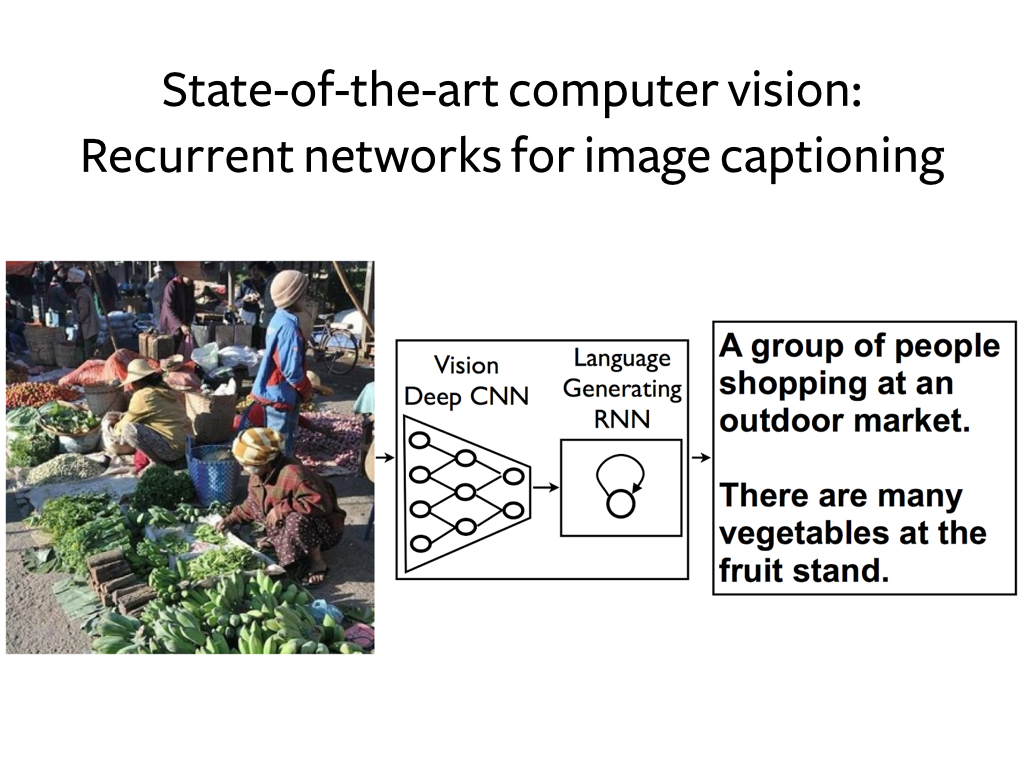 State-of-the-art computer vision:
Recurrent networks for image captioning
Vision
Deep CNN
Language
Generating
RNN
A group of people
shopping at an
outdoor market.
There are many
vegetables at the
fruit stand.